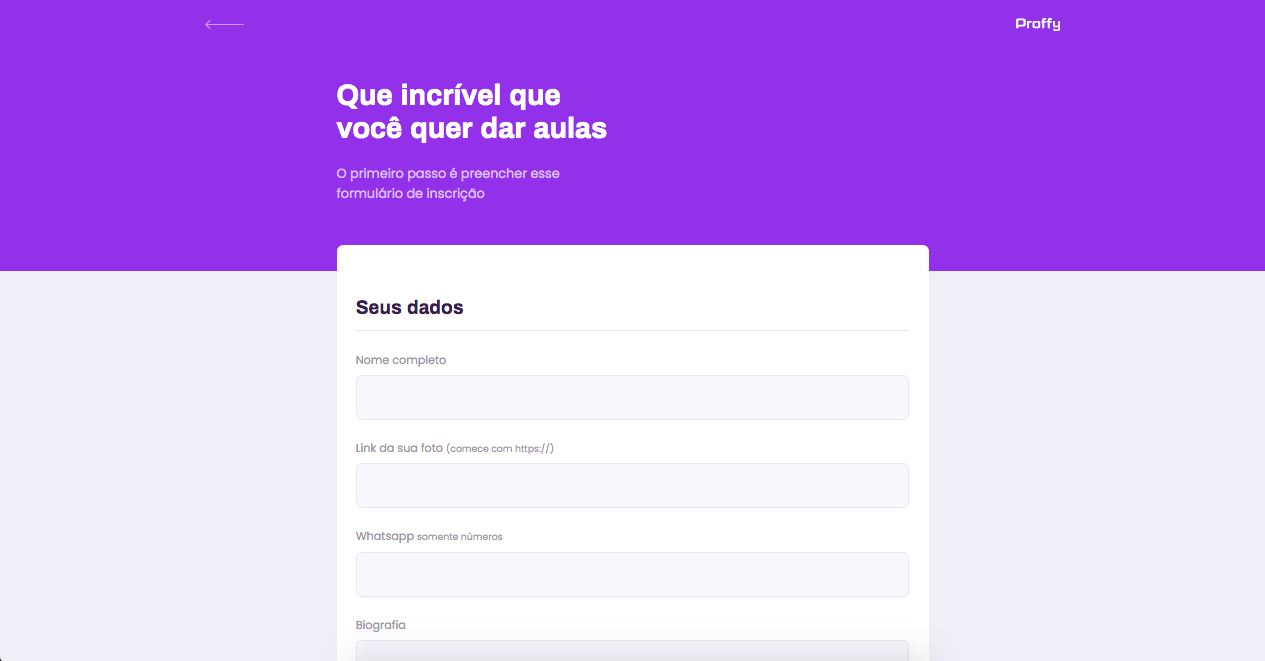 Proffy
Que incrível que
você quer dar aulas
O primeiro passo é preencher esse
formulário de inscrição
Seus dados
Nome completo
Link da sua foto (comece com https://)
Whatsapp somente números
Biografia